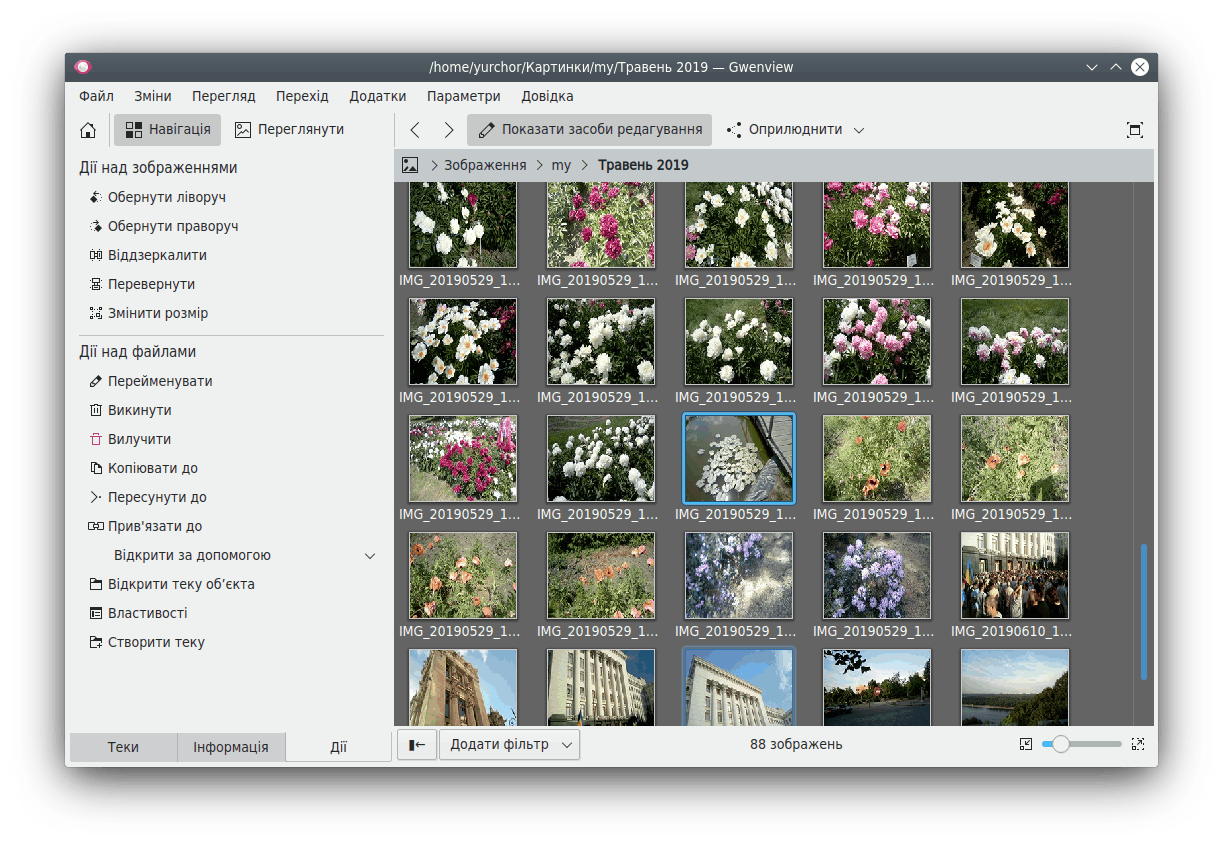 /home/yurchor/Картинки/my/Травень 2019 — Gwenview
Файл Зміни Перегляд Перехід Додатки Параметри Довідка
Навігація Переглянути Показати засоби редагування Оприлюднити
Зображення my Травень 2019
Дії над зображеннями
Обернути ліворуч
Обернути праворуч
Віддзеркалити
Перевернути
Змінити розмір
Дії над файлами
Перейменувати
Викинути
Вилучити
Копіювати до
Пересунути до
Прив'язати до
Відкрити за допомогою
Відкрити теку об’єкта
Властивості
Створити теку
IMG_20190529_1... IMG_20190529_1... IMG_20190529_1... IMG_20190529_1... IMG_20190529_1...
IMG_20190529_1... IMG_20190529_1... IMG_20190529_1... IMG_20190529_1... IMG_20190529_1...
IMG_20190529_1... IMG_20190529_1... IMG_20190529_1... IMG_20190529_1... IMG_20190529_1...
IMG_20190529_1... IMG_20190529_1... IMG_20190529_1... IMG_20190529_1... IMG_20190610_1...
Теки Інформація Дії Додати фільтр 88 зображень